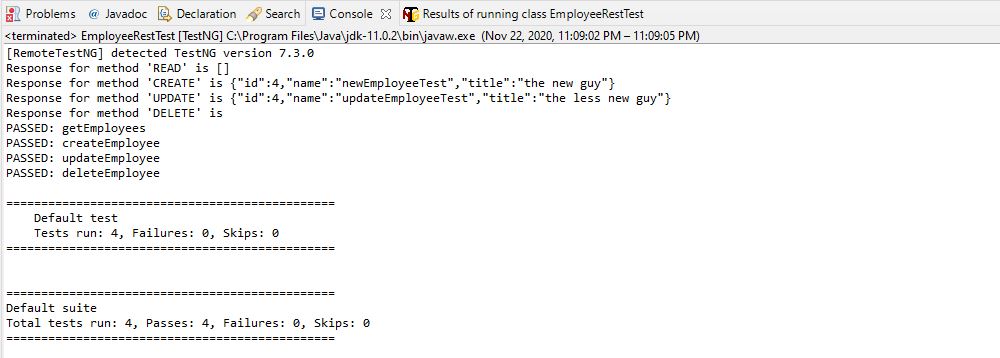 Problems @ Javadoc Declaration Search Console Results of running class EmployeeRestTest
<terminated> EmployeeRestTest [TestNG] C:\Program Files\Java\jdk-11.0.2\bin\javaw.exe (Nov 22, 2020, 11:09:02 PM – 11:09:05 PM)
[RemoteTestNG] detected TestNG version 7.3.0
Response for method 'READ' is []
Response for method 'CREATE' is {"id":4,"name":"newEmployeeTest","title":"the new guy"}
Response for method 'UPDATE' is {"id":4,"name":"updateEmployeeTest","title":"the less new guy"}
Response for method 'DELETE' is
PASSED: getEmployees
PASSED: createEmployee
PASSED: updateEmployee
PASSED: deleteEmployee
===============================================
Default test
Tests run: 4, Failures: 0, Skips: 0
===============================================
===============================================
Default suite
Total tests run: 4, Passes: 4, Failures: 0, Skips: 0
===============================================